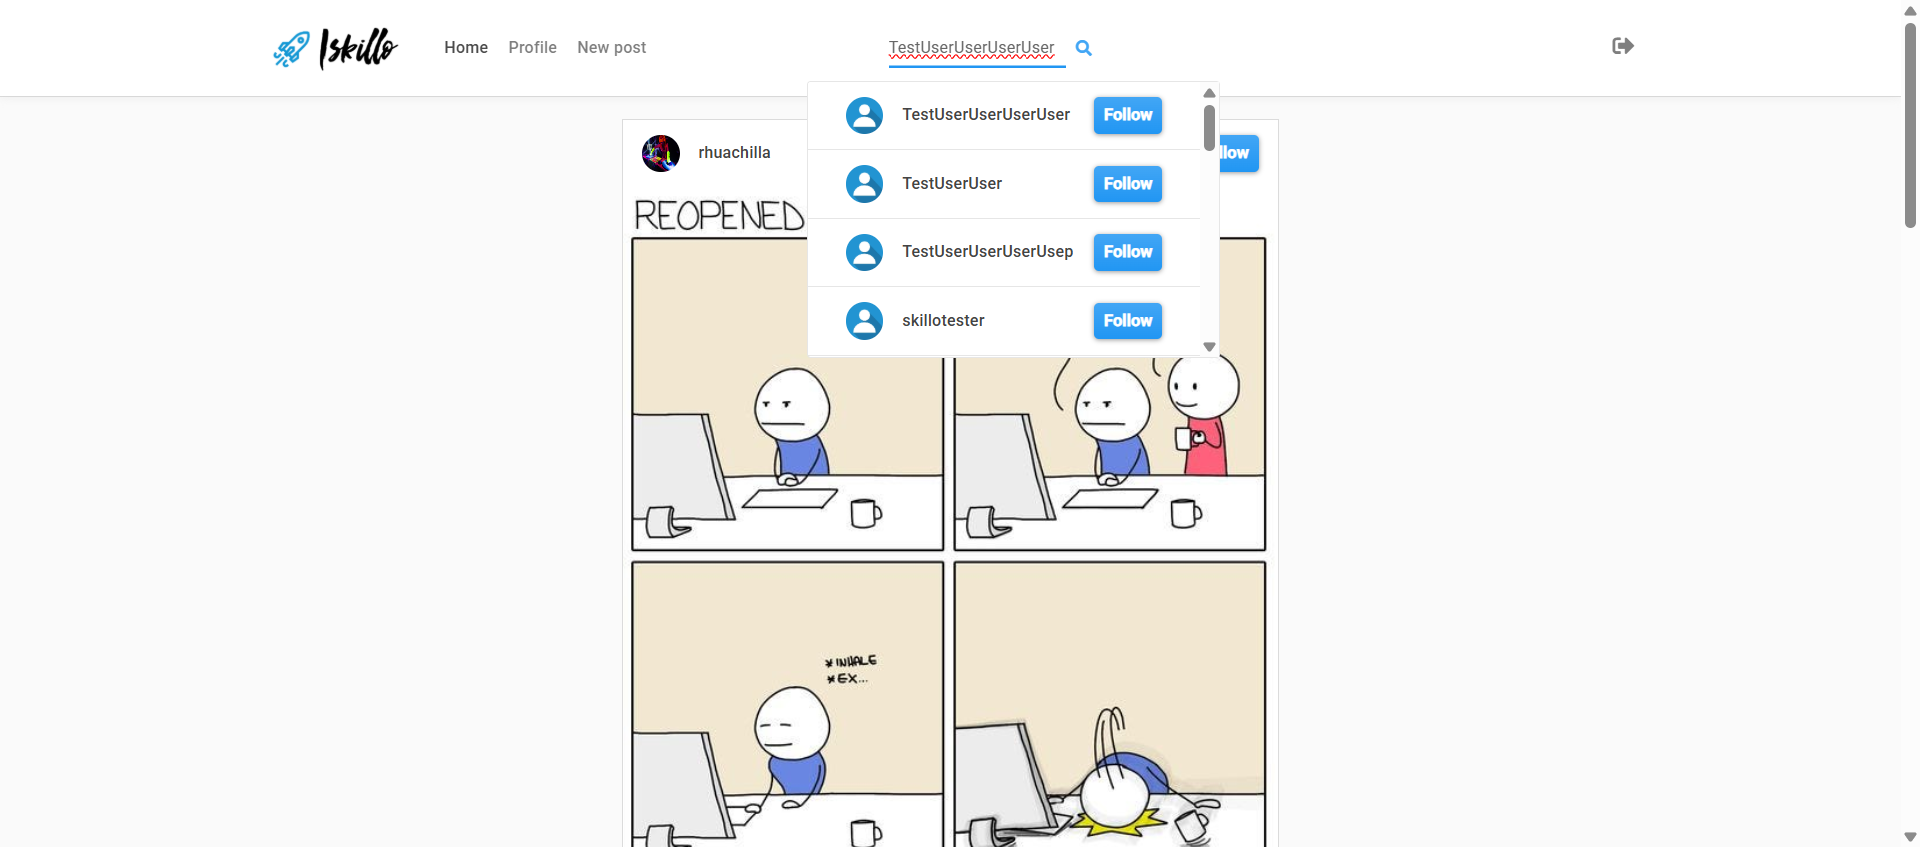 Iskillo
Home Profile New post
TestUserUserUserUser
TestUserUserUserUser Follow
TestUserUser Follow
TestUserUserUserUsep Follow
skillotester Follow
rhuachilla
llow
REOPENED
*INHALE
*EX...